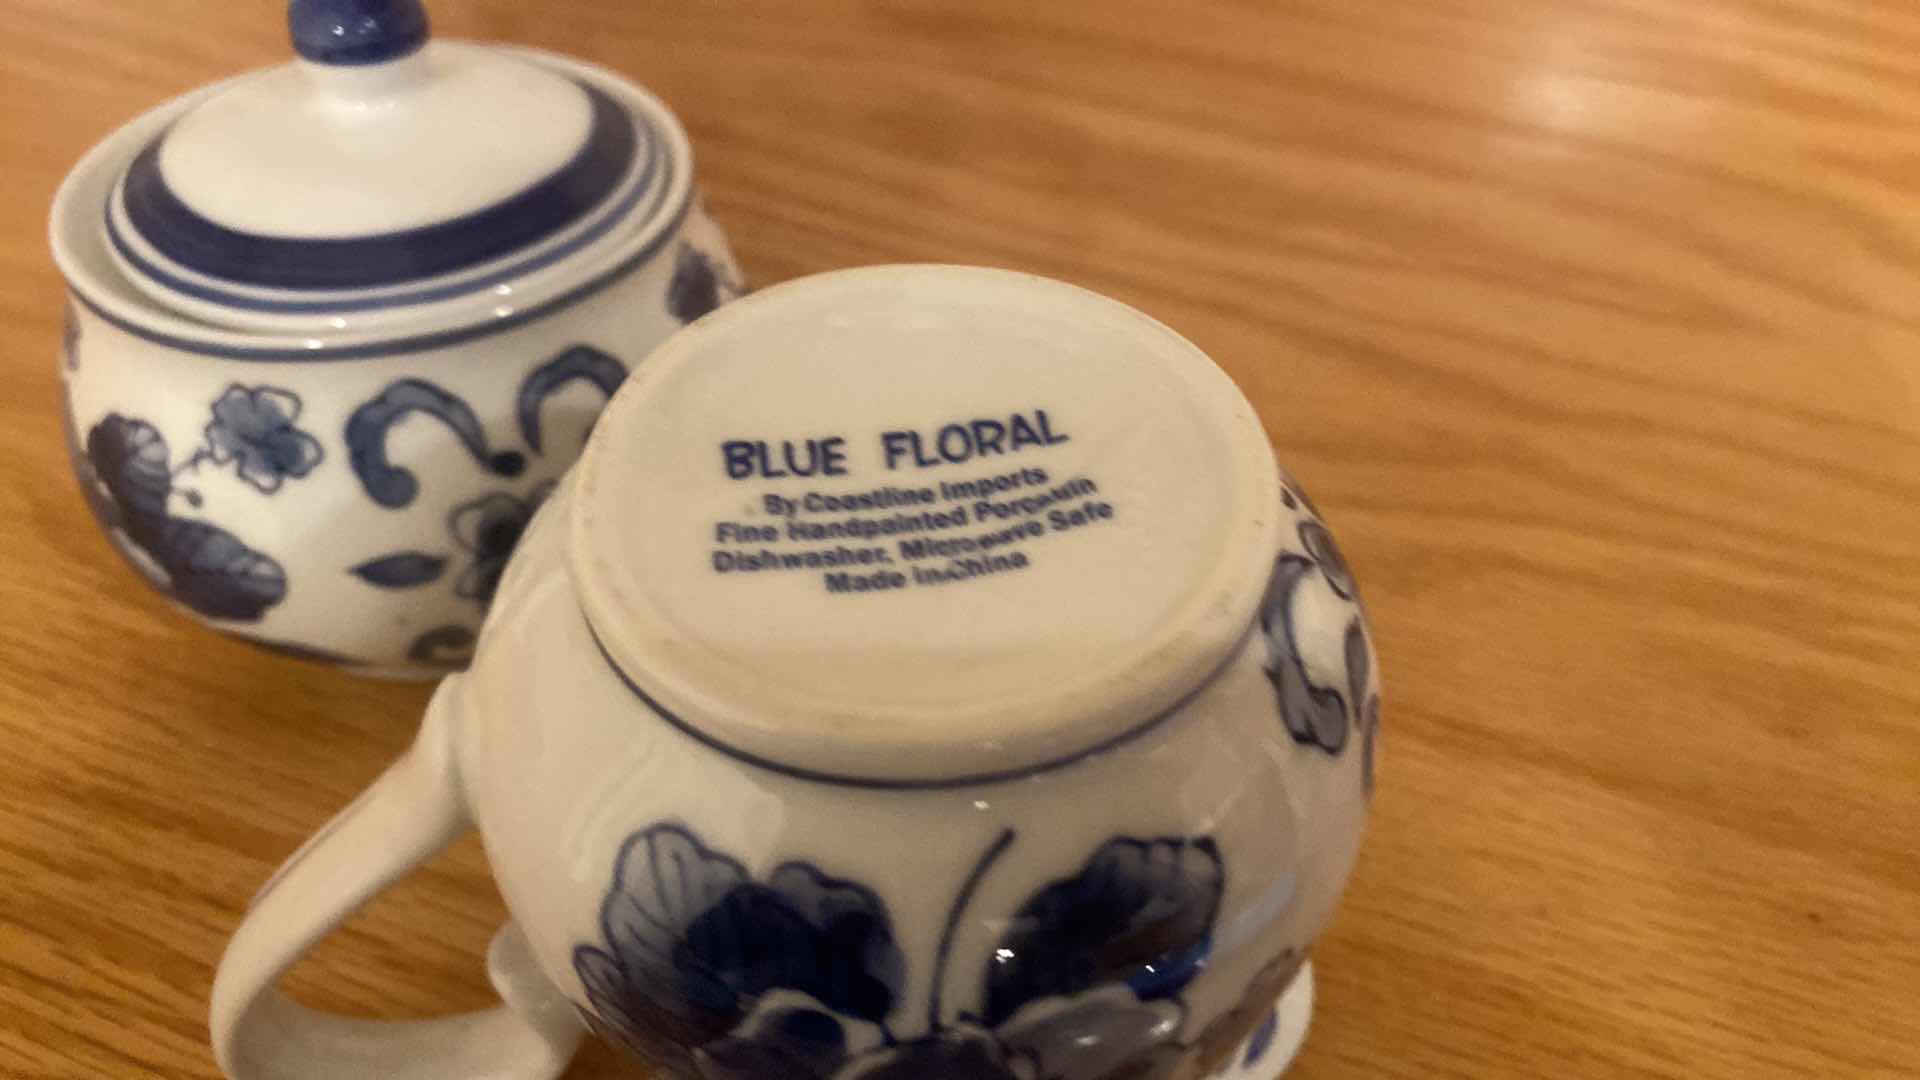 BLUE FLORAL
By Coastline Imports
Fine Handpainted Porcelain
Dishwasher, Microwave Safe
Made in China